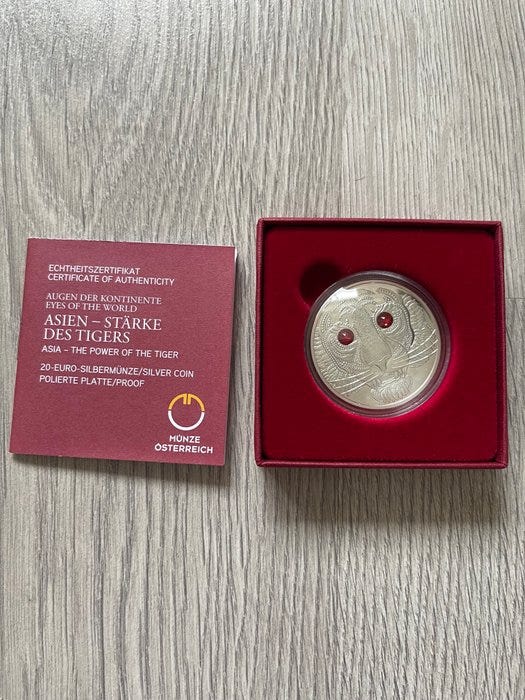 ECHTHEITSZERTIFIKAT
CERTIFICATE OF AUTHENTICITY
AUGEN DER KONTINENTE
EYES OF THE WORLD
ASIEN – STÄRKE
DES TIGERS
ASIA – THE POWER OF THE TIGER
20-EURO-SILBERMÜNZE/SILVER COIN
POLIERTE PLATTE/PROOF
MÜNZE
ÖSTERREICH